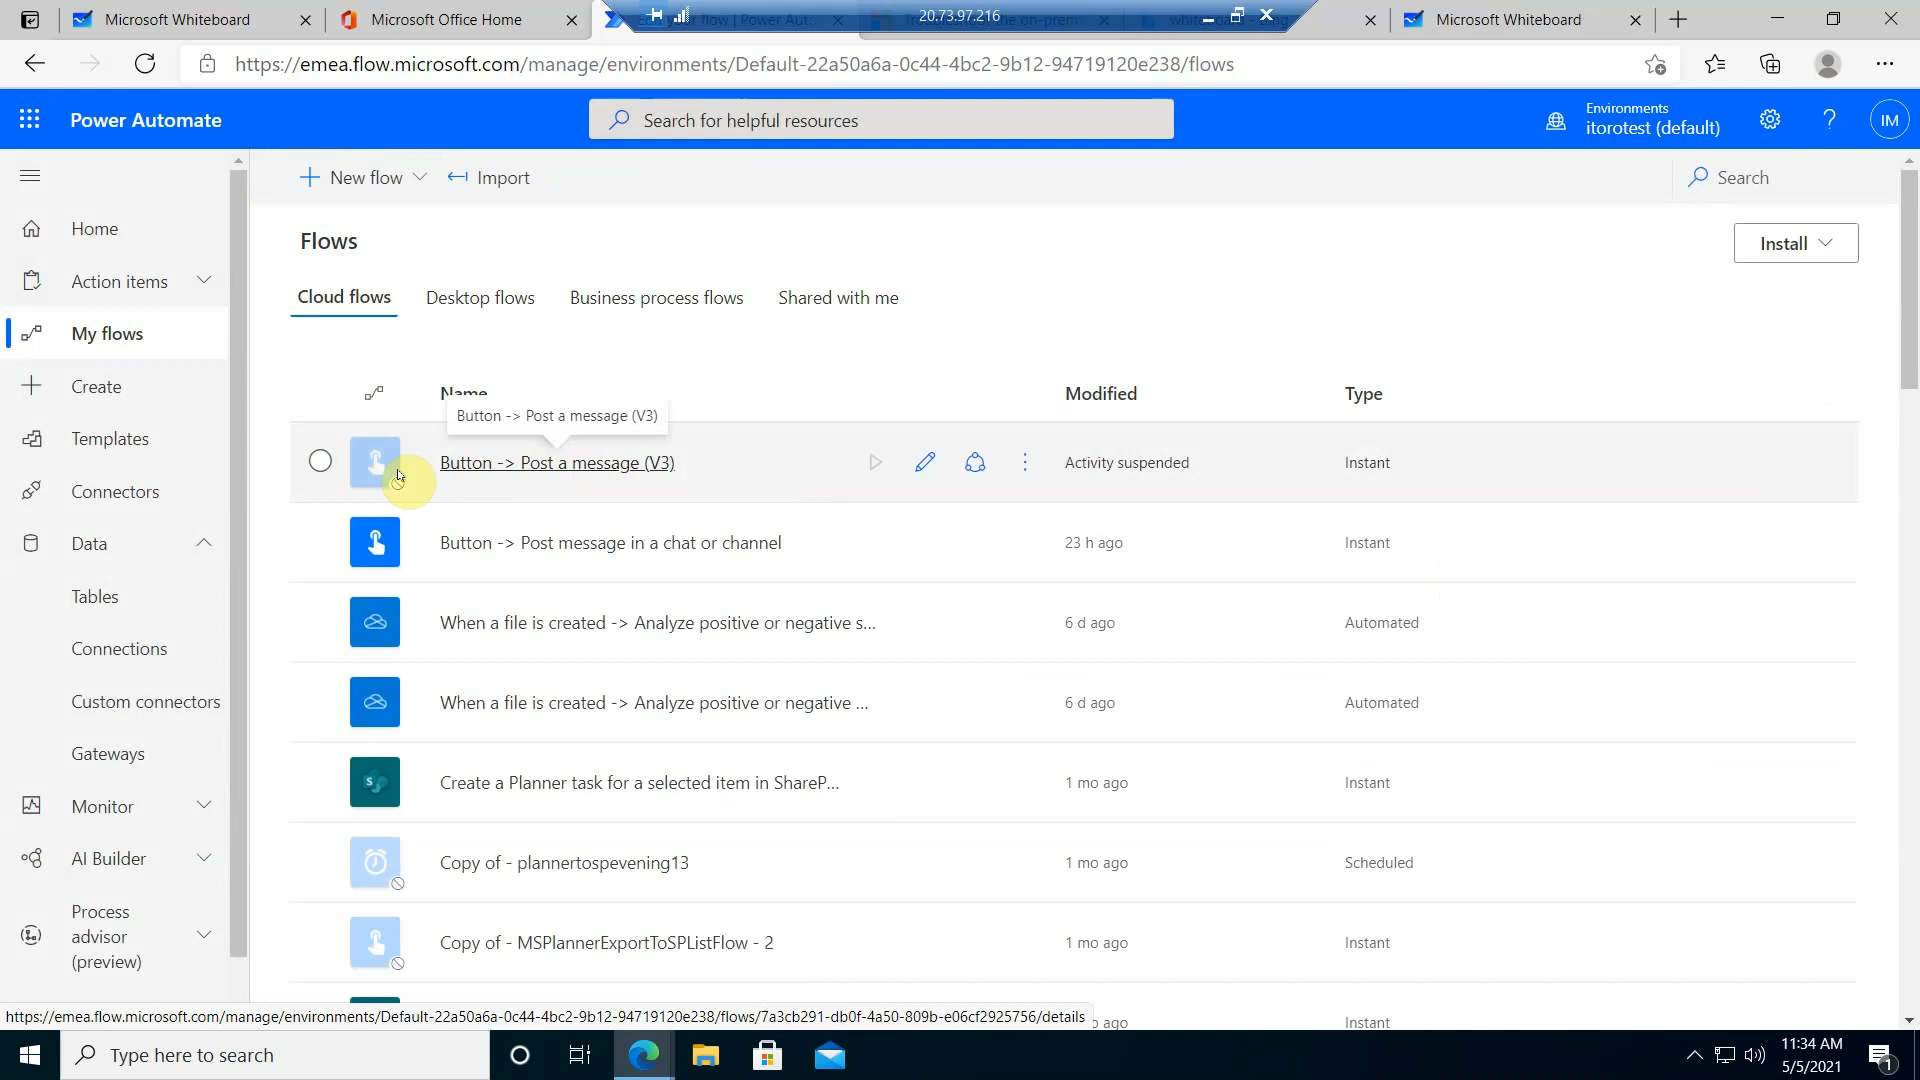 Microsoft Whiteboard
Microsoft Office Home
20.73.97.216
Microsoft Whiteboard
https://emea.flow.microsoft.com/manage/environments/Default-22a50a6a-0c44-4bc2-9b12-94719120e238/flows
Power Automate
Search for helpful resources
Environments
itorotest (default)
IM
New flow
Import
Search
Home
Action items
My flows
Create
Templates
Connectors
Data
Tables
Connections
Custom connectors
Gateways
Monitor
AI Builder
Process
advisor
(preview)
Flows
Install
Cloud flows
Desktop flows
Business process flows
Shared with me
Name
Modified
Type
Button -> Post a message (V3)
Button -> Post a message (V3)
Activity suspended
Instant
Button -> Post message in a chat or channel
23 h ago
Instant
When a file is created -> Analyze positive or negative s...
6 d ago
Automated
When a file is created -> Analyze positive or negative ...
6 d ago
Automated
Create a Planner task for a selected item in ShareP...
1 mo ago
Instant
Copy of - plannertospevening13
1 mo ago
Scheduled
Copy of - MSPlannerExportToSPListFlow - 2
1 mo ago
Instant
o ago
Instant
https://emea.flow.microsoft.com/manage/environments/Default-22a50a6a-0c44-4bc2-9b12-94719120e238/flows/7a3cb291-db0f-4a50-809b-e06cf2925756/details
Type here to search
11:34 AM
5/5/2021
1